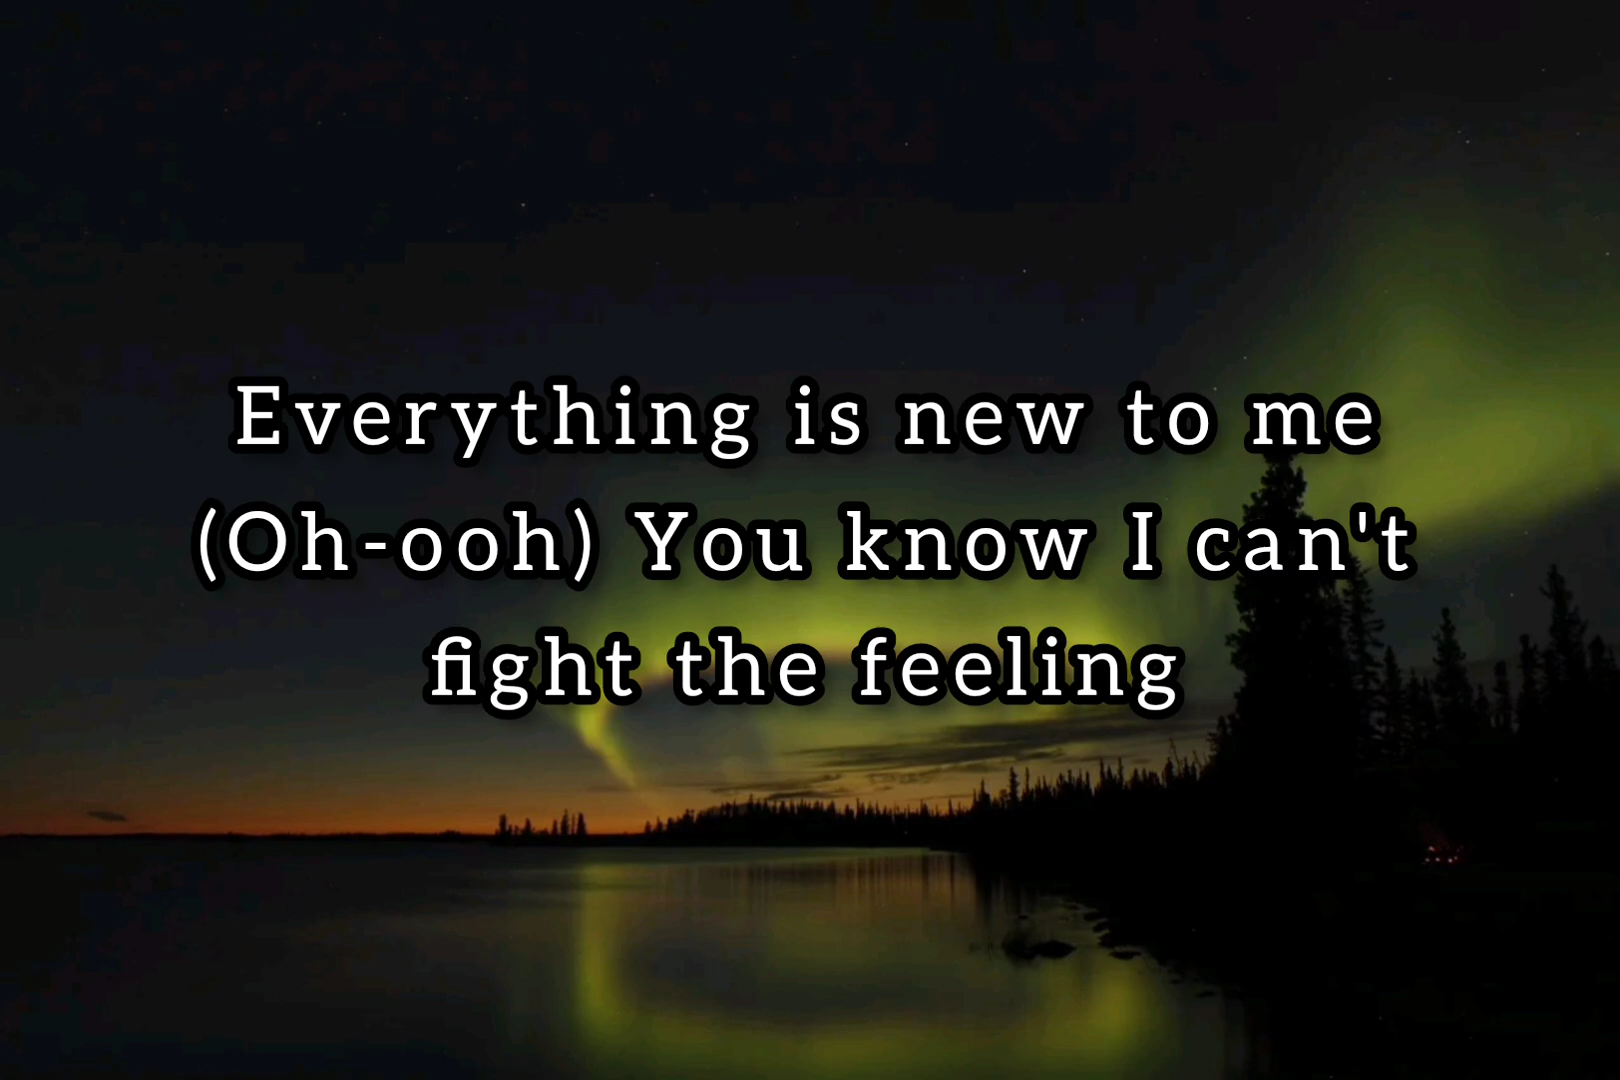 Everything is new to me
(Oh-ooh) You know I can't
fight the feeling